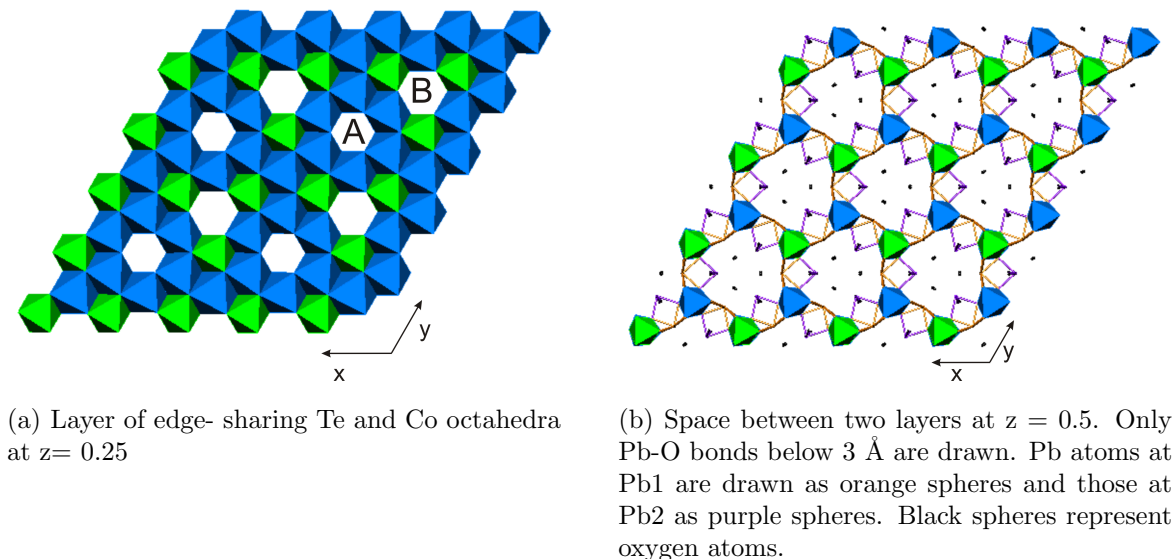 B
A
y
x
y
x
(a) Layer of edge- sharing Te and Co octahedra
at z= 0.25
(b) Space between two layers at z = 0.5. Only
Pb-O bonds below 3 Å are drawn. Pb atoms at
Pb1 are drawn as orange spheres and those at
Pb2 as purple spheres. Black spheres represent
oxygen atoms.